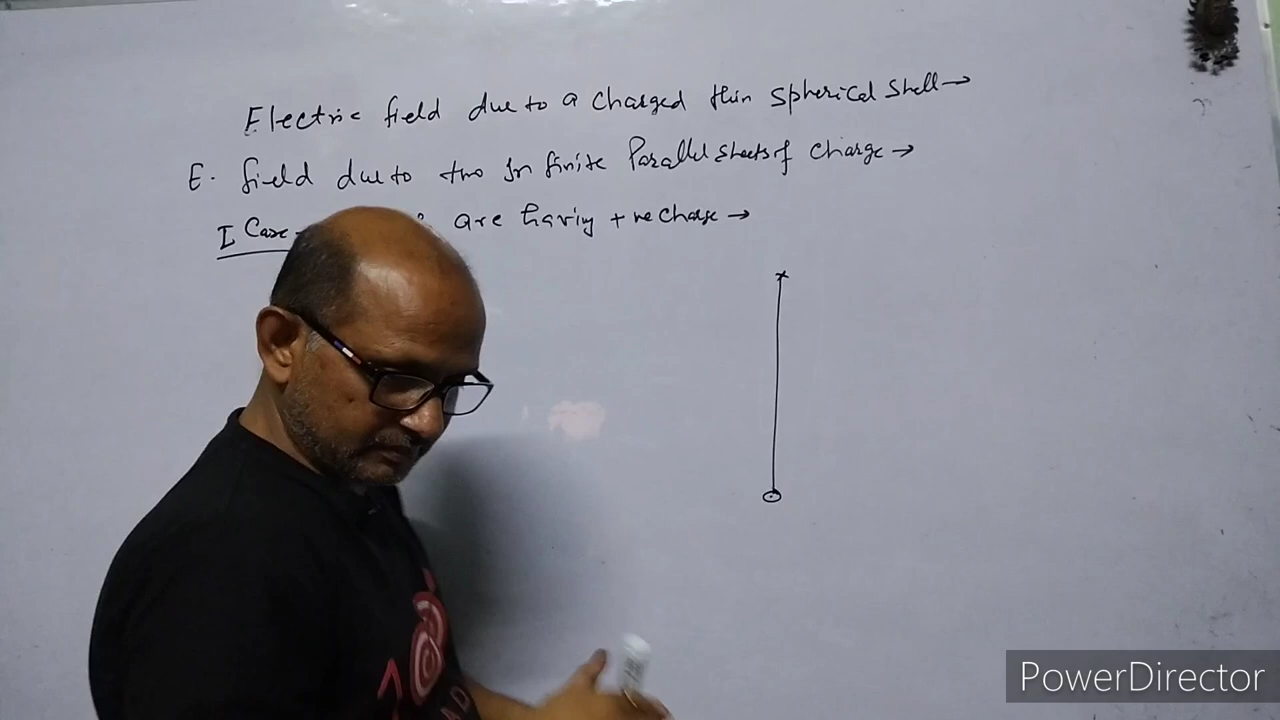 Electric field due to a charged thin spherical shell→
E. field due to two Infinite Parallel sheets of charge →
I Case- are having +ve Charge →
PowerDirector